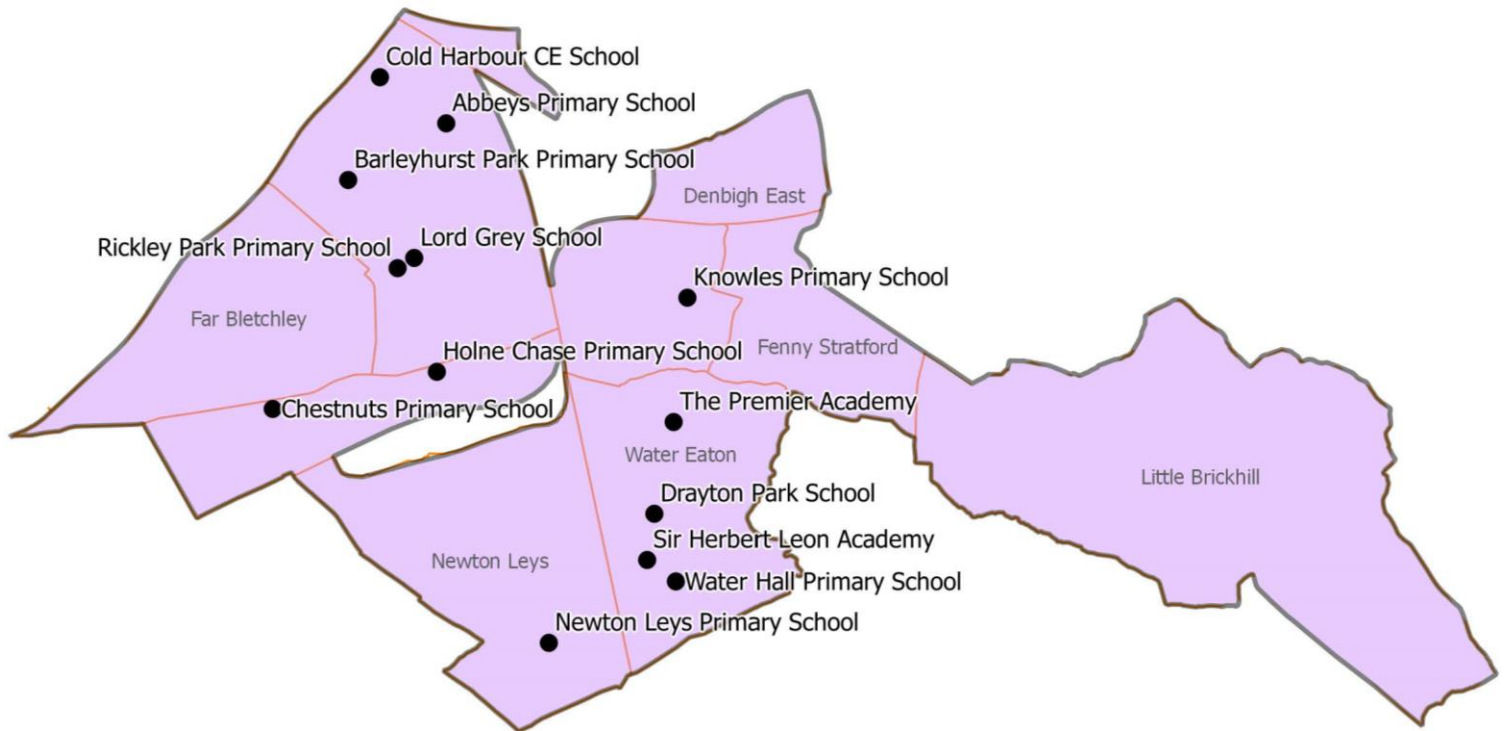 Cold Harbour CE School
Abbeys Primary School
Barleyhurst Park Primary School
Denbigh East
Rickley Park Primary School
Lord Grey School
Knowles Primary School
Far Bletchley
Holne Chase Primary School
Fenny Stratford
Chestnuts Primary School
The Premier Academy
Water Eaton
Little Brickhill
Drayton Park School
Sir Herbert Leon Academy
Newton Leys
Water Hall Primary School
Newton Leys Primary School